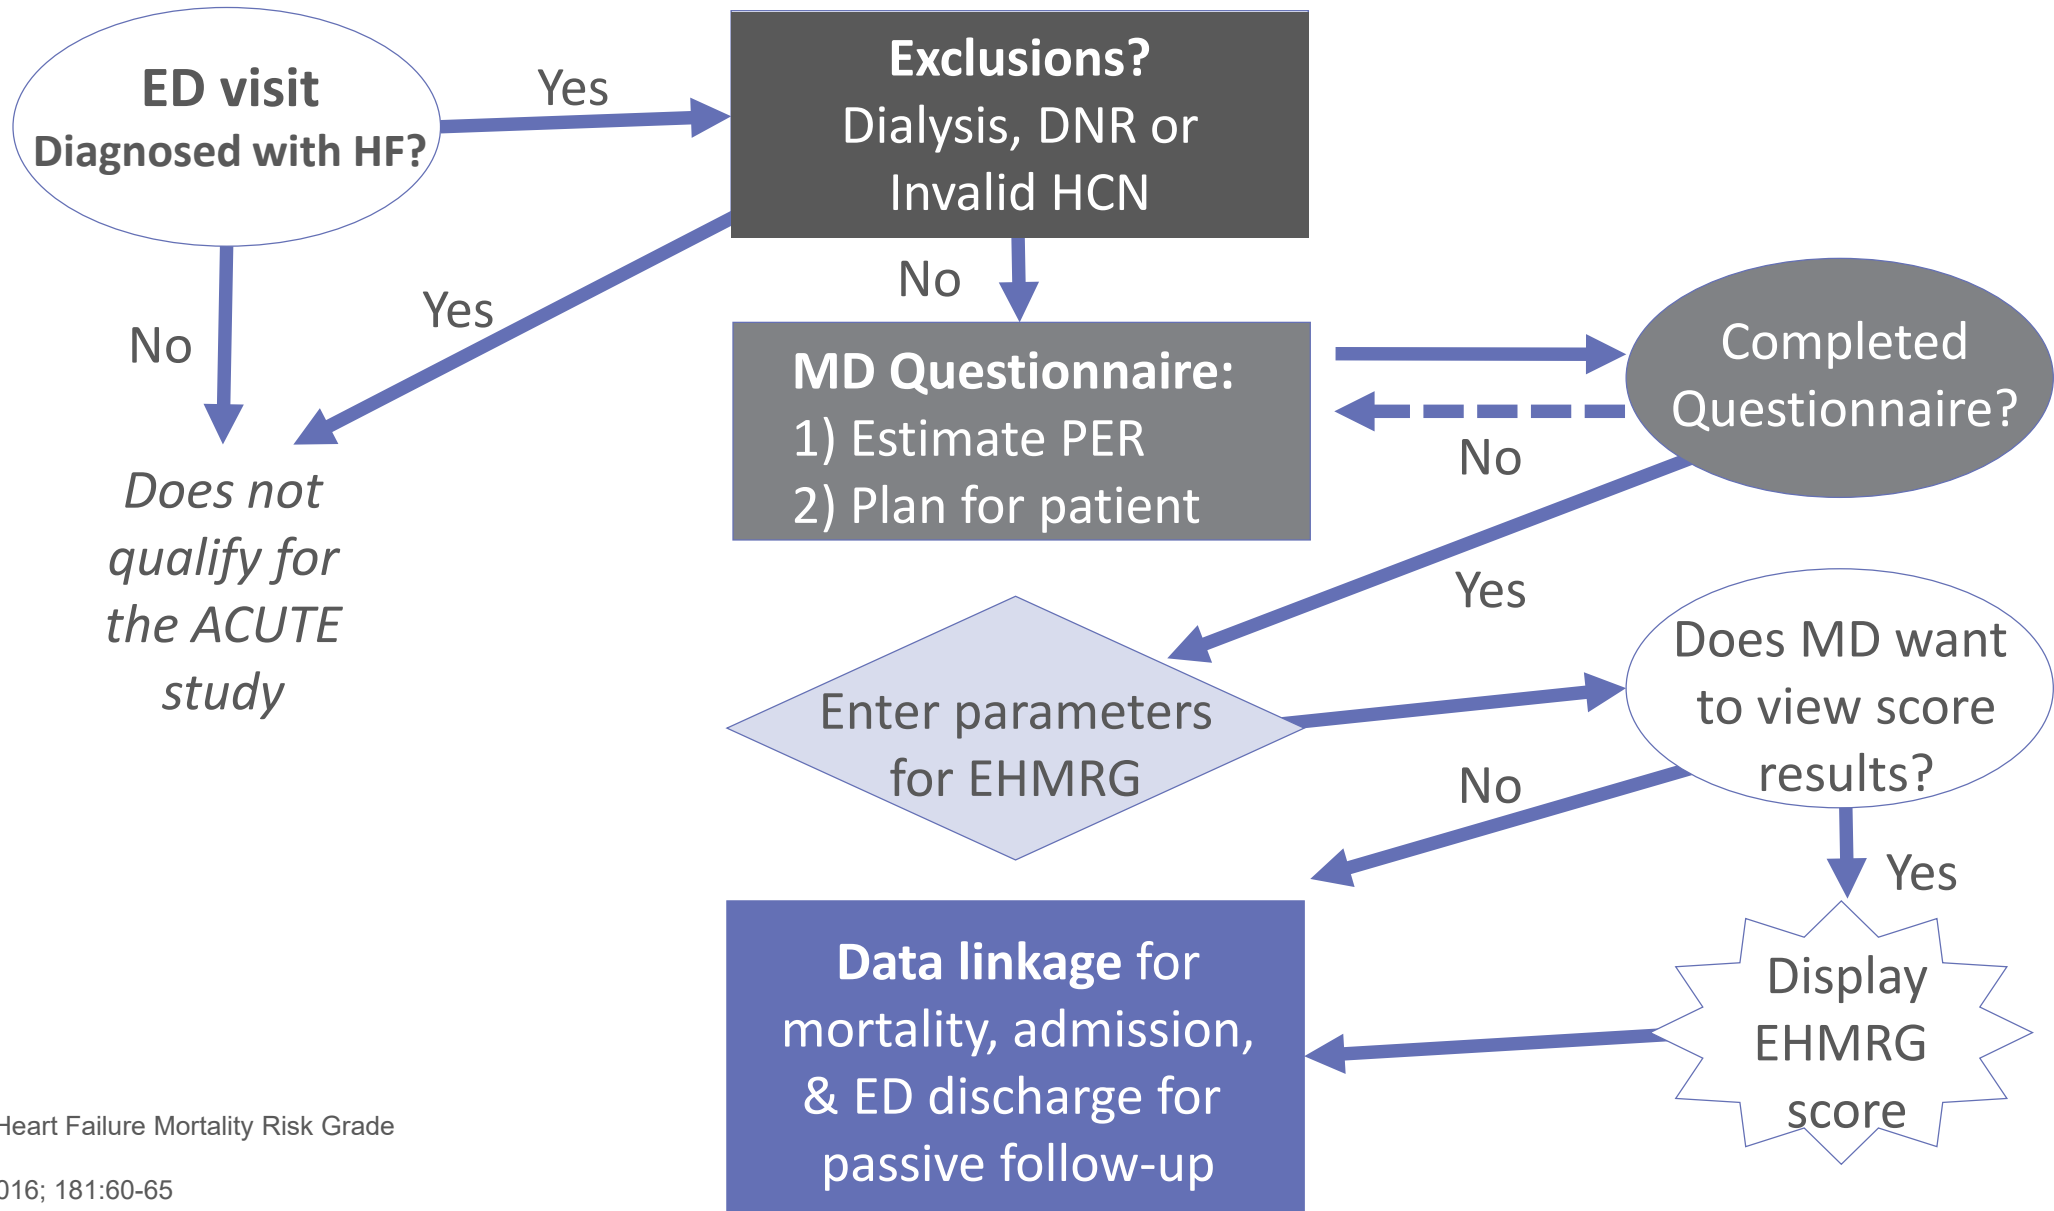 ED visit
Diagnosed with HF?
Yes
Exclusions?
Dialysis, DNR or
Invalid HCN
No
Yes
No
Does not
qualify for
the ACUTE
study
MD Questionnaire:
1) Estimate PER
2) Plan for patient
Completed
Questionnaire?
No
Yes
Enter parameters
for EHMRG
Does MD want
to view score
results?
No
Yes
Display
EHMRG
score
Data linkage for
mortality, admission,
& ED discharge for
passive follow-up
Heart Failure Mortality Risk Grade
016; 181:60-65